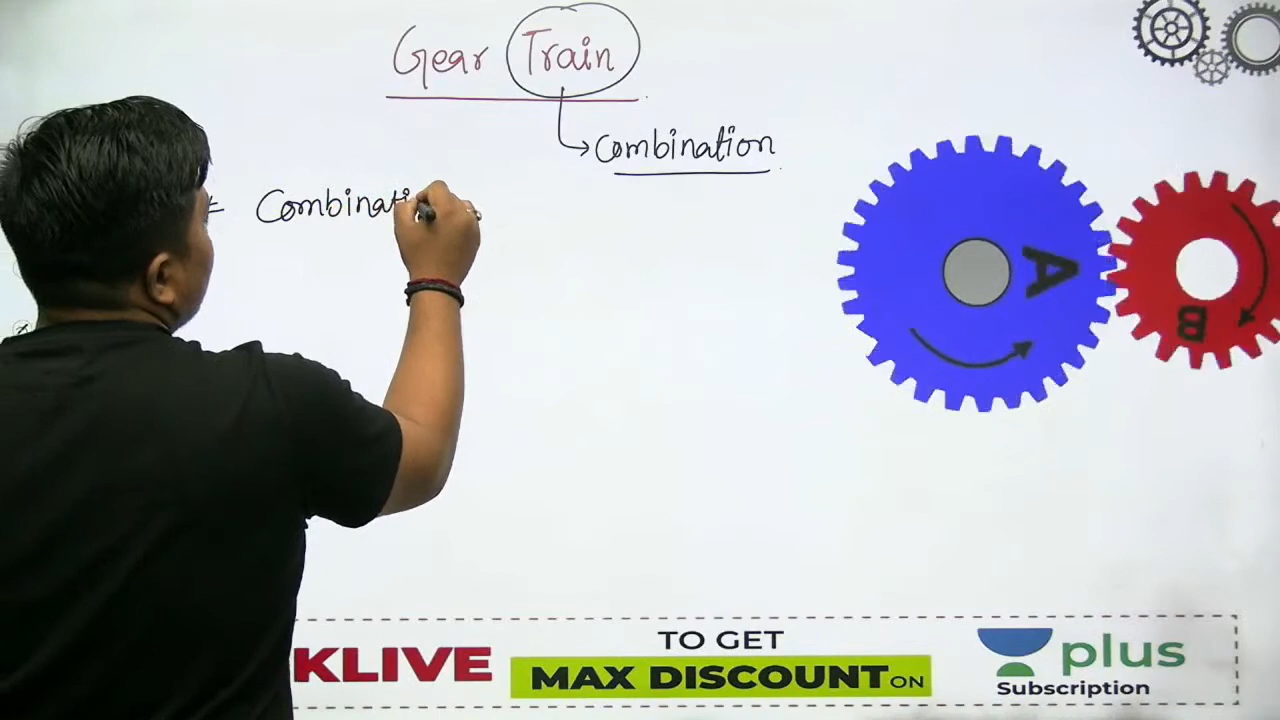 Gear Train
Combination
= Combinati
A
B
KLIVE
TO GET
MAX DISCOUNT ON
plus
Subscription